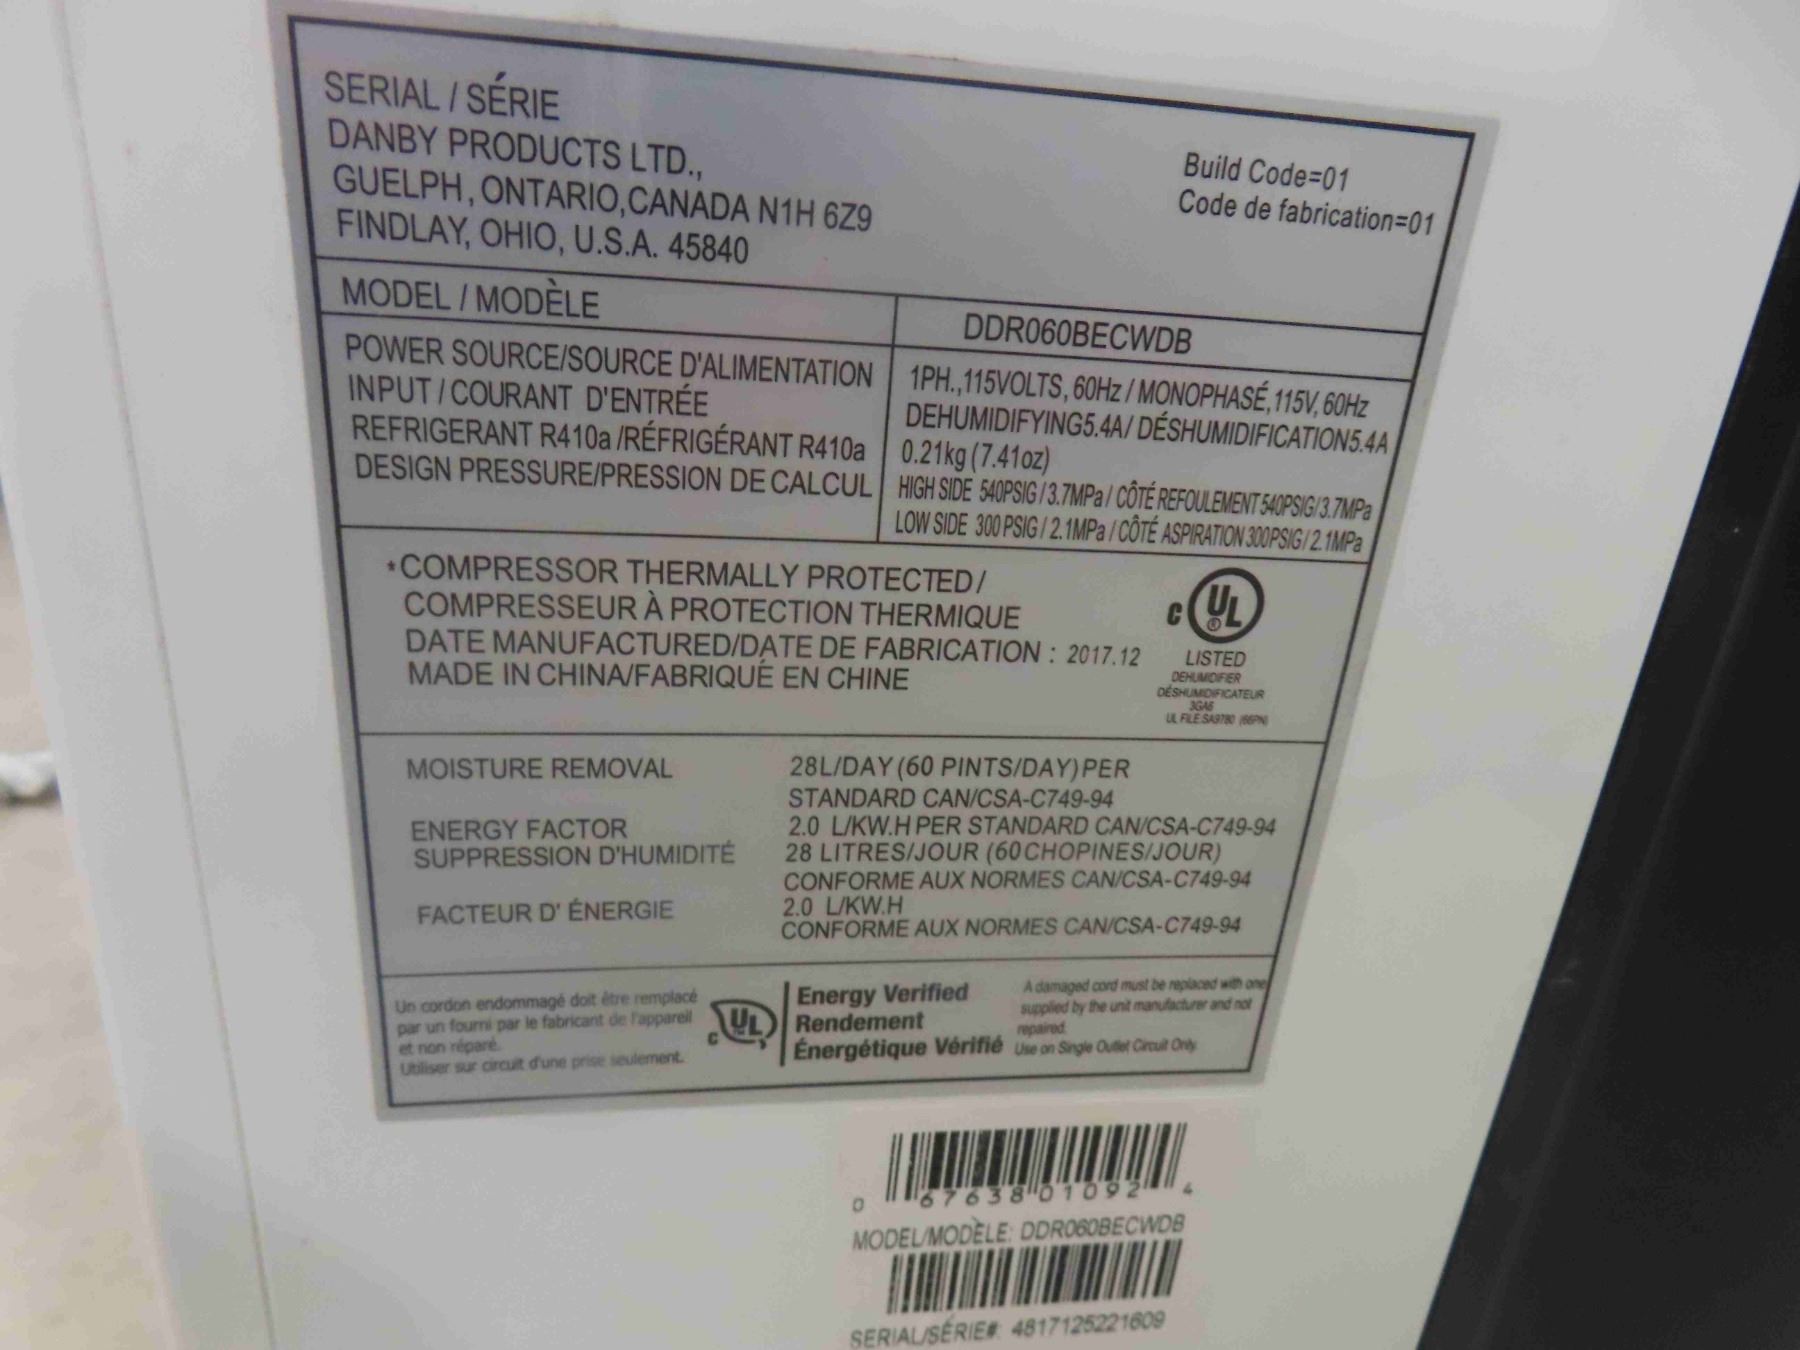 SERIAL / SÉRIE
DANBY PRODUCTS LTD.,
GUELPH, ONTARIO, CANADA N1H 6Z9
FINDLAY, OHIO, U.S.A. 45840
Build Code=01
Code de fabrication=01
MODEL / MODÈLE
DDR060BECWDB
POWER SOURCE/SOURCE D'ALIMENTATION
1PH.,115VOLTS, 60Hz / MONOPHASÉ,115V, 60Hz
INPUT / COURANT D'ENTRÉE
DEHUMIDIFYING5.4A/ DÉSHUMIDIFICATION5.4A
REFRIGERANT R410a /RÉFRIGÉRANT R410a
0.21kg (7.41oz)
DESIGN PRESSURE/PRESSION DE CALCUL
HIGH SIDE 540PSIG / 3.7MPa / CÔTÉ REFOULEMENT 540PSIG/3.7MPa
LOW SIDE 300 PSIG / 2.1MPa / CÔTÉ ASPIRATION 300PSIG/ 2.1MPa
*COMPRESSOR THERMALLY PROTECTED /
COMPRESSEUR À PROTECTION THERMIQUE
DATE MANUFACTURED/DATE DE FABRICATION : 2017.12
MADE IN CHINA/FABRIQUÉ EN CHINE
C UL ®
LISTED
DEHUMIDIFIER
DÉSHUMIDIFICATEUR
3GA6
UL FILE:SA9780 (66PN)
MOISTURE REMOVAL
28L/DAY (60 PINTS/DAY) PER
STANDARD CAN/CSA-C749-94
ENERGY FACTOR
2.0 L/KW.H PER STANDARD CAN/CSA-C749-94
SUPPRESSION D'HUMIDITÉ
28 LITRES/JOUR (60 CHOPINES/JOUR)
CONFORME AUX NORMES CAN/CSA-C749-94
FACTEUR D' ÉNERGIE
2.0 L/KW.H
CONFORME AUX NORMES CAN/CSA-C749-94
Un cordon endommagé doit être remplacé
par un fourni par le fabricant de l'appareil
et non réparé.
Utiliser sur circuit d'une prise seulement.
C UL
Energy Verified
Rendement
Énergétique Vérifié
A damaged cord must be replaced with one
supplied by the unit manufacturer and not
repaired.
Use on Single Outlet Circuit Only.
0 67638 01092 4
MODEL/MODÈLE: DDR060BECWDB
SERIAL/SÉRIE#: 4817125221609